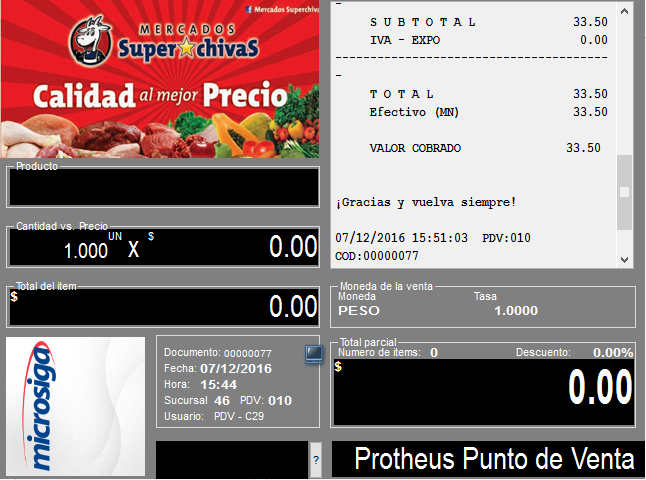 Mercados Superchivas
MERCADOS
Super chivaS
Calidad al mejor Precio
Producto
Cantidad vs. Precio
1.000 UN X $ 0.00
Total del item
$ 0.00
microsiga
Documento: 00000077
Fecha: 07/12/2016
Hora: 15:44
Sucursal 46 PDV: 010
Usuario: PDV - C29
?
-
S U B T O T A L 33.50
IVA - EXPO 0.00
--------------------------------------
-
T O T A L 33.50
Efectivo (MN) 33.50
VALOR COBRADO 33.50
¡Gracias y vuelva siempre!
07/12/2016 15:51:03 PDV:010
COD:00000077
Moneda de la venta
Moneda Tasa
PESO 1.0000
Total parcial
Numero de items: 0 Descuento: 0.00%
$ 0.00
Protheus Punto de Venta